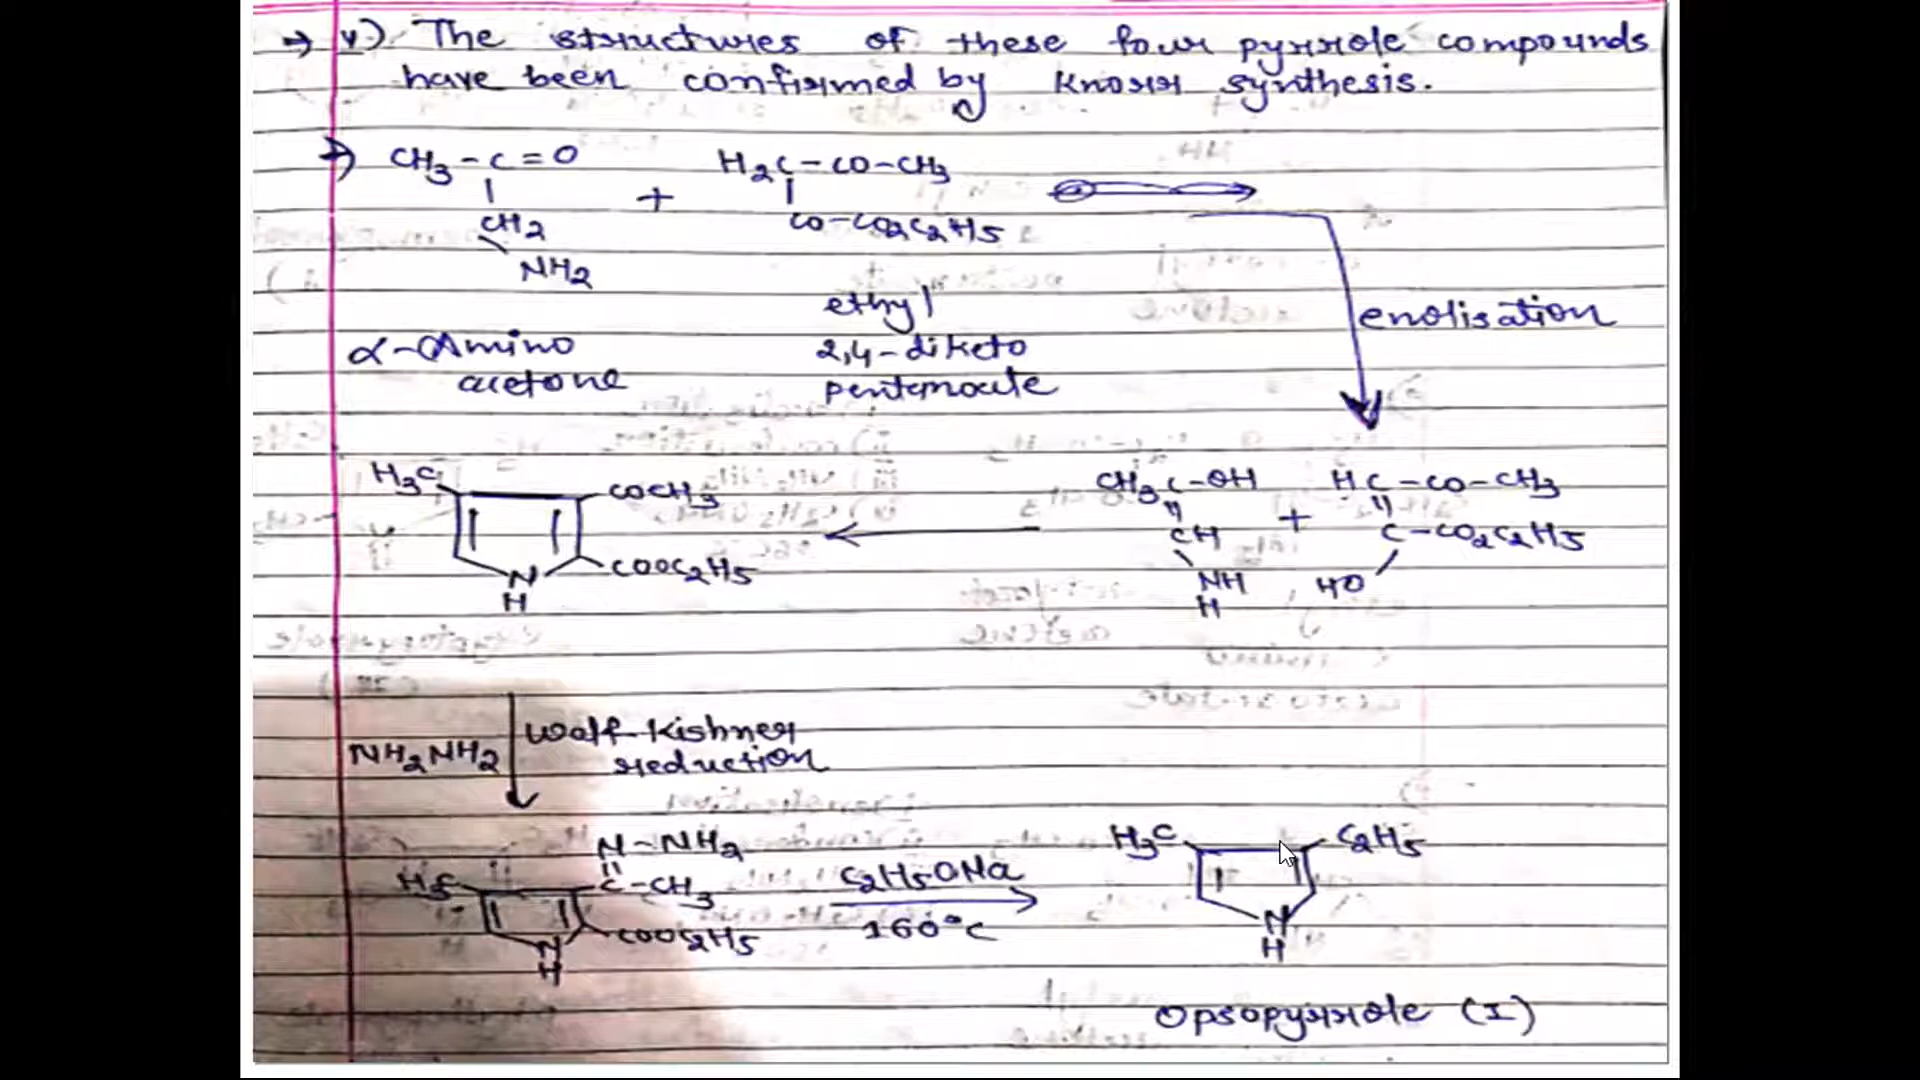 → v) The structures of these four pyrrole compounds
have been confirmed by Knorr synthesis.
→ CH3-C=O + H2C-CO-CH3
CH2 CO-CO2C2H5
NH2
α-Amino acetone
ethyl 2,4-diketo pentanoate
enolisation
CH3C-OH + HC-CO-CH3
CH C-CO2C2H5
NH HO
H
H3C COCH3
COOC2H5
N
H
NH2NH2 Wolf-Kishner reduction
N-NH2
H3C C-CH3
COOC2H5
N
H
C2H5ONa
160°C
H3C C2H5
N
H
Opsopyrrole (I)